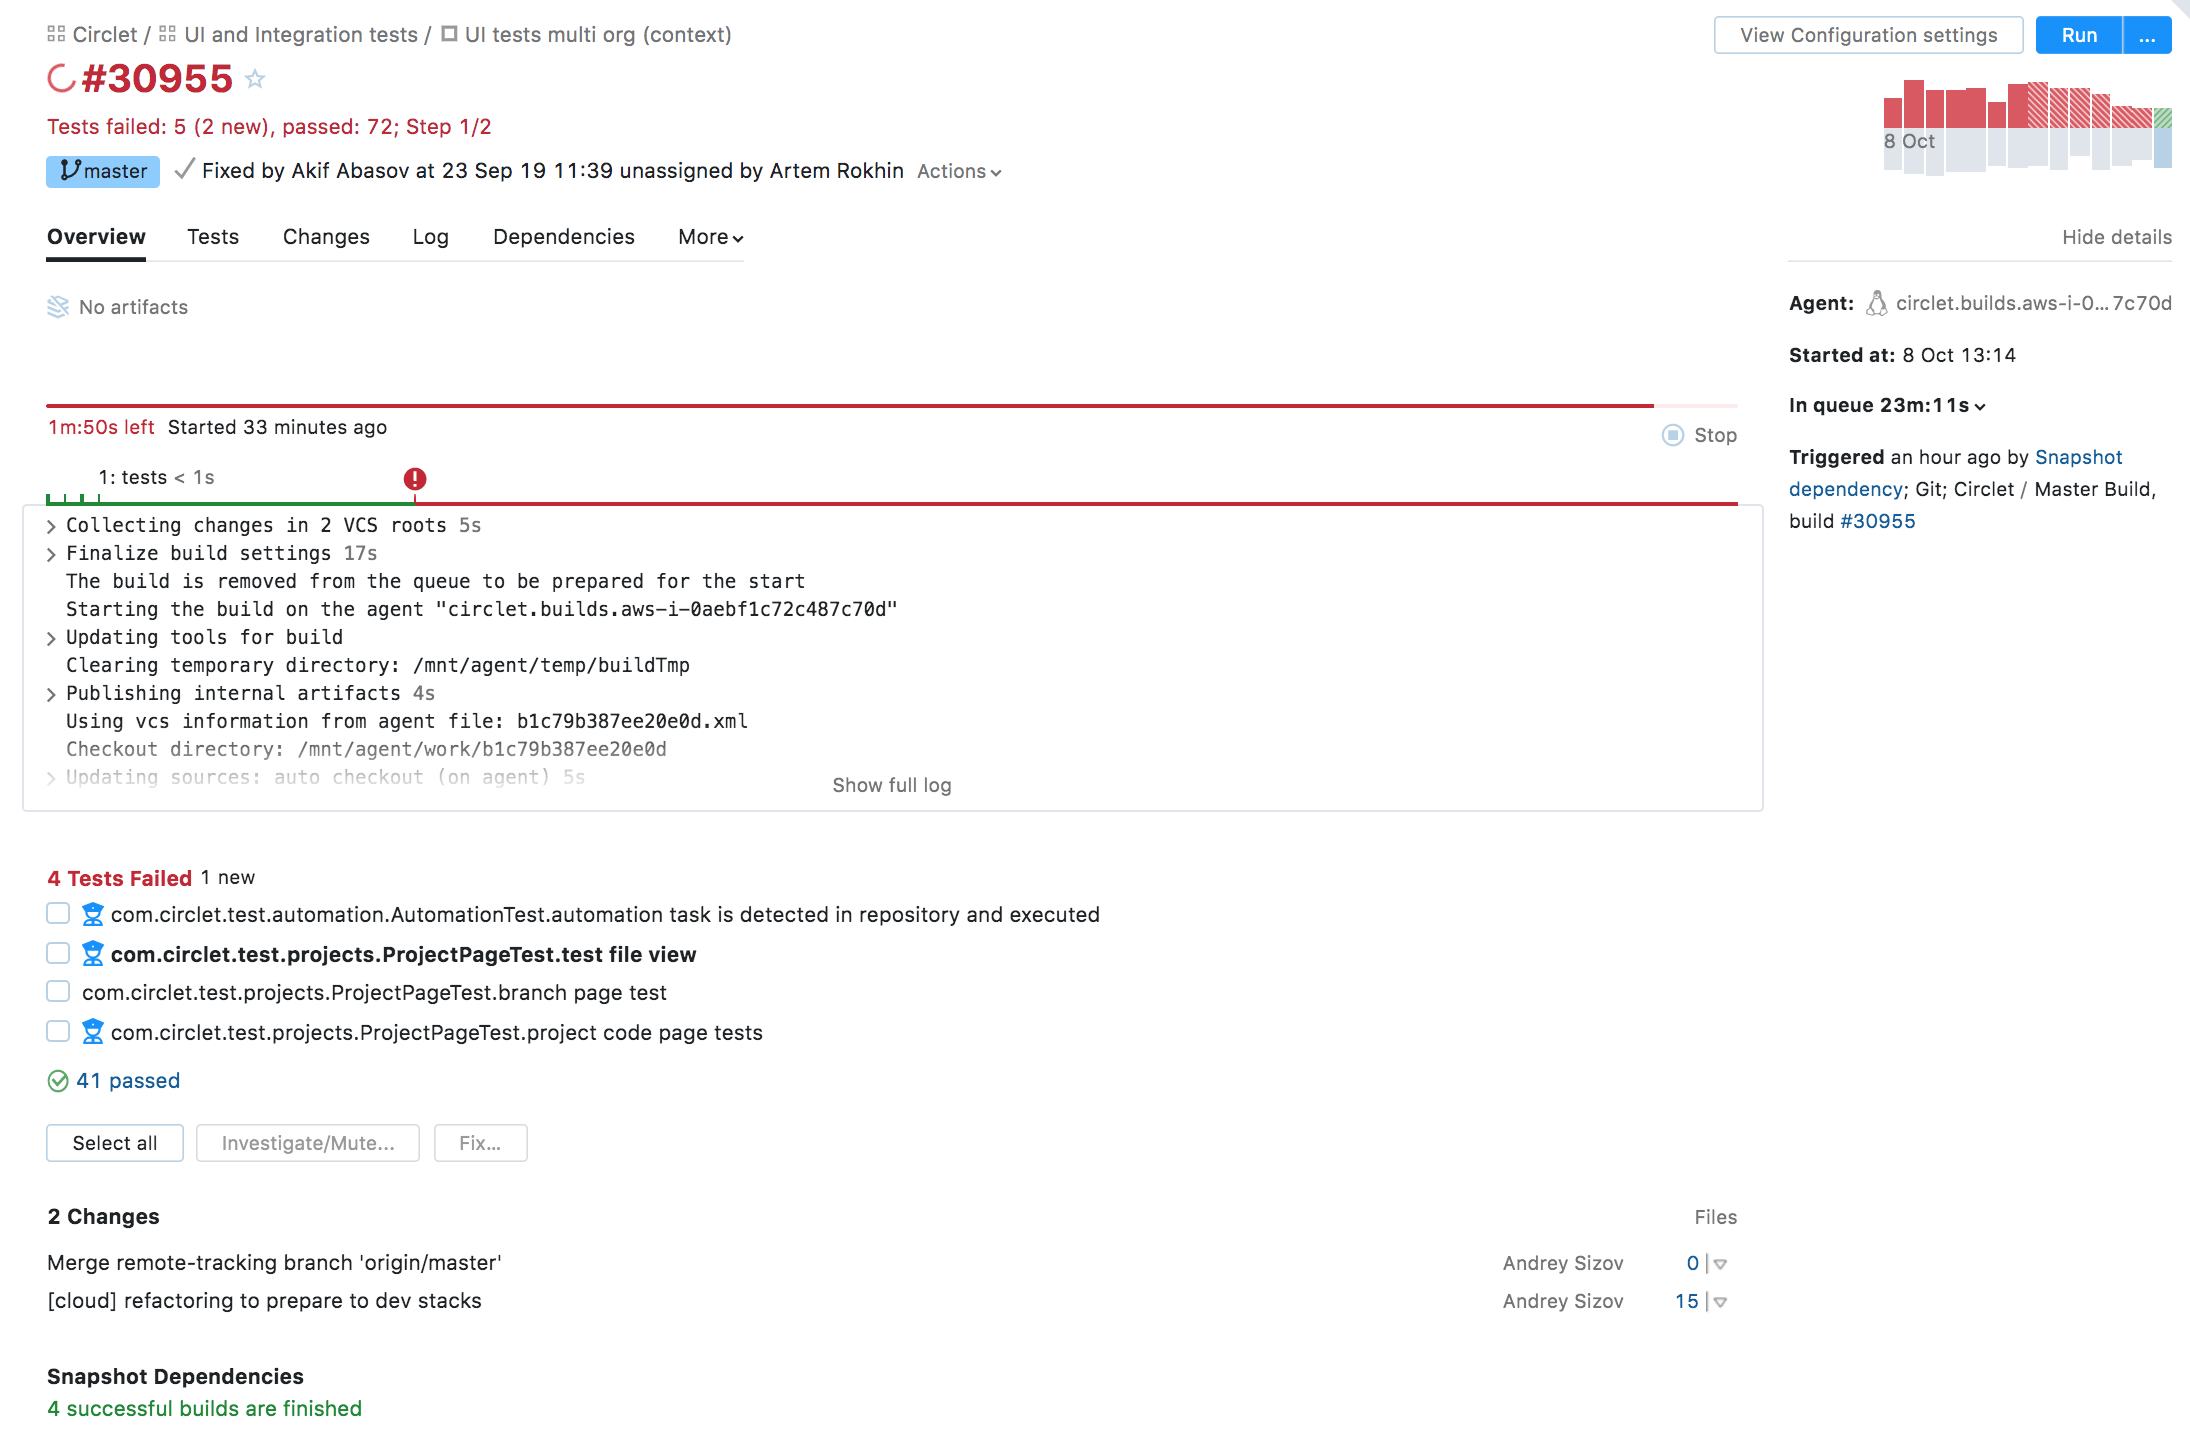 Circlet / UI and Integration tests / UI tests multi org (context)
View Configuration settings
Run
...
#30955
Tests failed: 5 (2 new), passed: 72; Step 1/2
8 Oct
master
Fixed by Akif Abasov at 23 Sep 19 11:39 unassigned by Artem Rokhin Actions
Overview
Tests
Changes
Log
Dependencies
More
Hide details
No artifacts
Agent: circlet.builds.aws-i-0...7c70d
Started at: 8 Oct 13:14
In queue 23m:11s
Triggered an hour ago by Snapshot
dependency; Git; Circlet / Master Build,
build #30955
1m:50s left Started 33 minutes ago
Stop
1: tests < 1s
Collecting changes in 2 VCS roots 5s
Finalize build settings 17s
The build is removed from the queue to be prepared for the start
Starting the build on the agent "circlet.builds.aws-i-0aebf1c72c487c70d"
Updating tools for build
Clearing temporary directory: /mnt/agent/temp/buildTmp
Publishing internal artifacts 4s
Using vcs information from agent file: b1c79b387ee20e0d.xml
Checkout directory: /mnt/agent/work/b1c79b387ee20e0d
Updating sources: auto checkout (on agent) 5s
Show full log
4 Tests Failed 1 new
com.circlet.test.automation.AutomationTest.automation task is detected in repository and executed
com.circlet.test.projects.ProjectPageTest.test file view
com.circlet.test.projects.ProjectPageTest.branch page test
com.circlet.test.projects.ProjectPageTest.project code page tests
41 passed
Select all
Investigate/Mute...
Fix...
2 Changes
Files
Merge remote-tracking branch 'origin/master'
Andrey Sizov
0
[cloud] refactoring to prepare to dev stacks
Andrey Sizov
15
Snapshot Dependencies
4 successful builds are finished